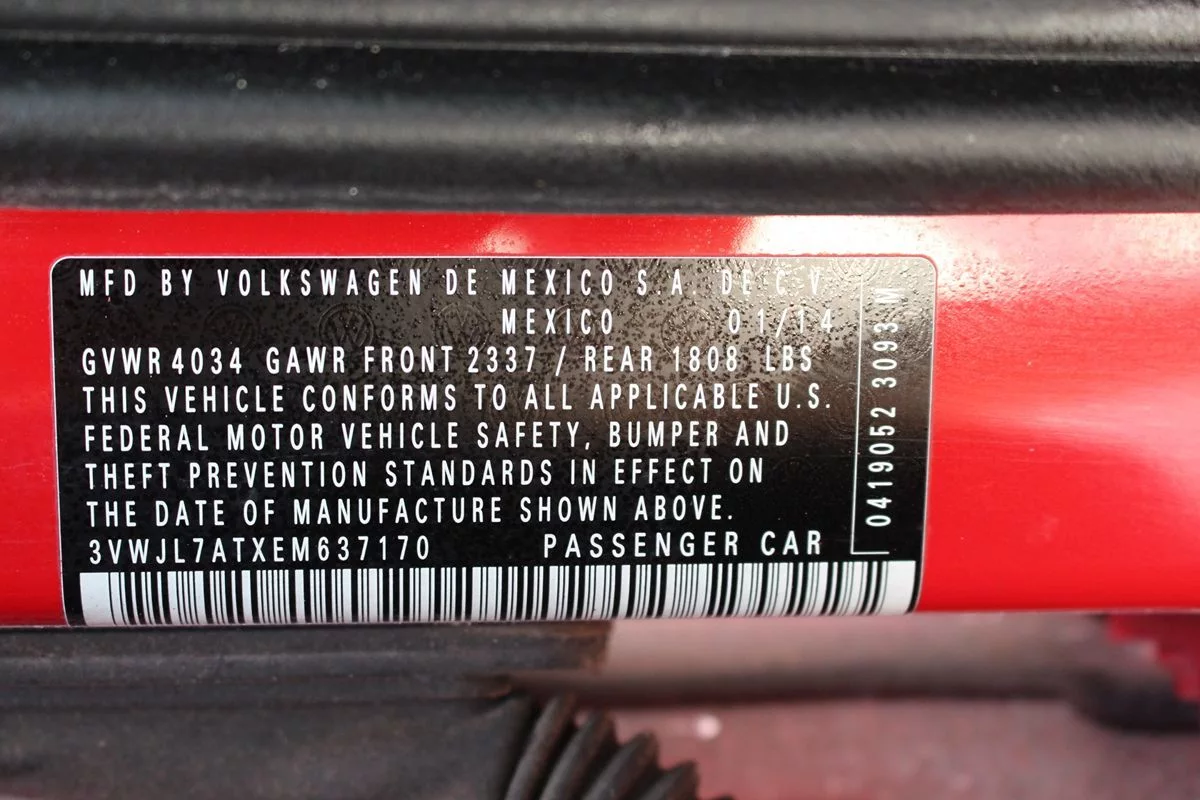 MFD BY VOLKSWAGEN DE MEXICO S.A. DE C.V.
MEXICO 01/14
GVWR 4034 GAWR FRONT 2337 / REAR 1808 LBS
THIS VEHICLE CONFORMS TO ALL APPLICABLE U.S.
FEDERAL MOTOR VEHICLE SAFETY, BUMPER AND
THEFT PREVENTION STANDARDS IN EFFECT ON
THE DATE OF MANUFACTURE SHOWN ABOVE.
3VWJL7ATXEM637170 PASSENGER CAR
0419052 3093 M